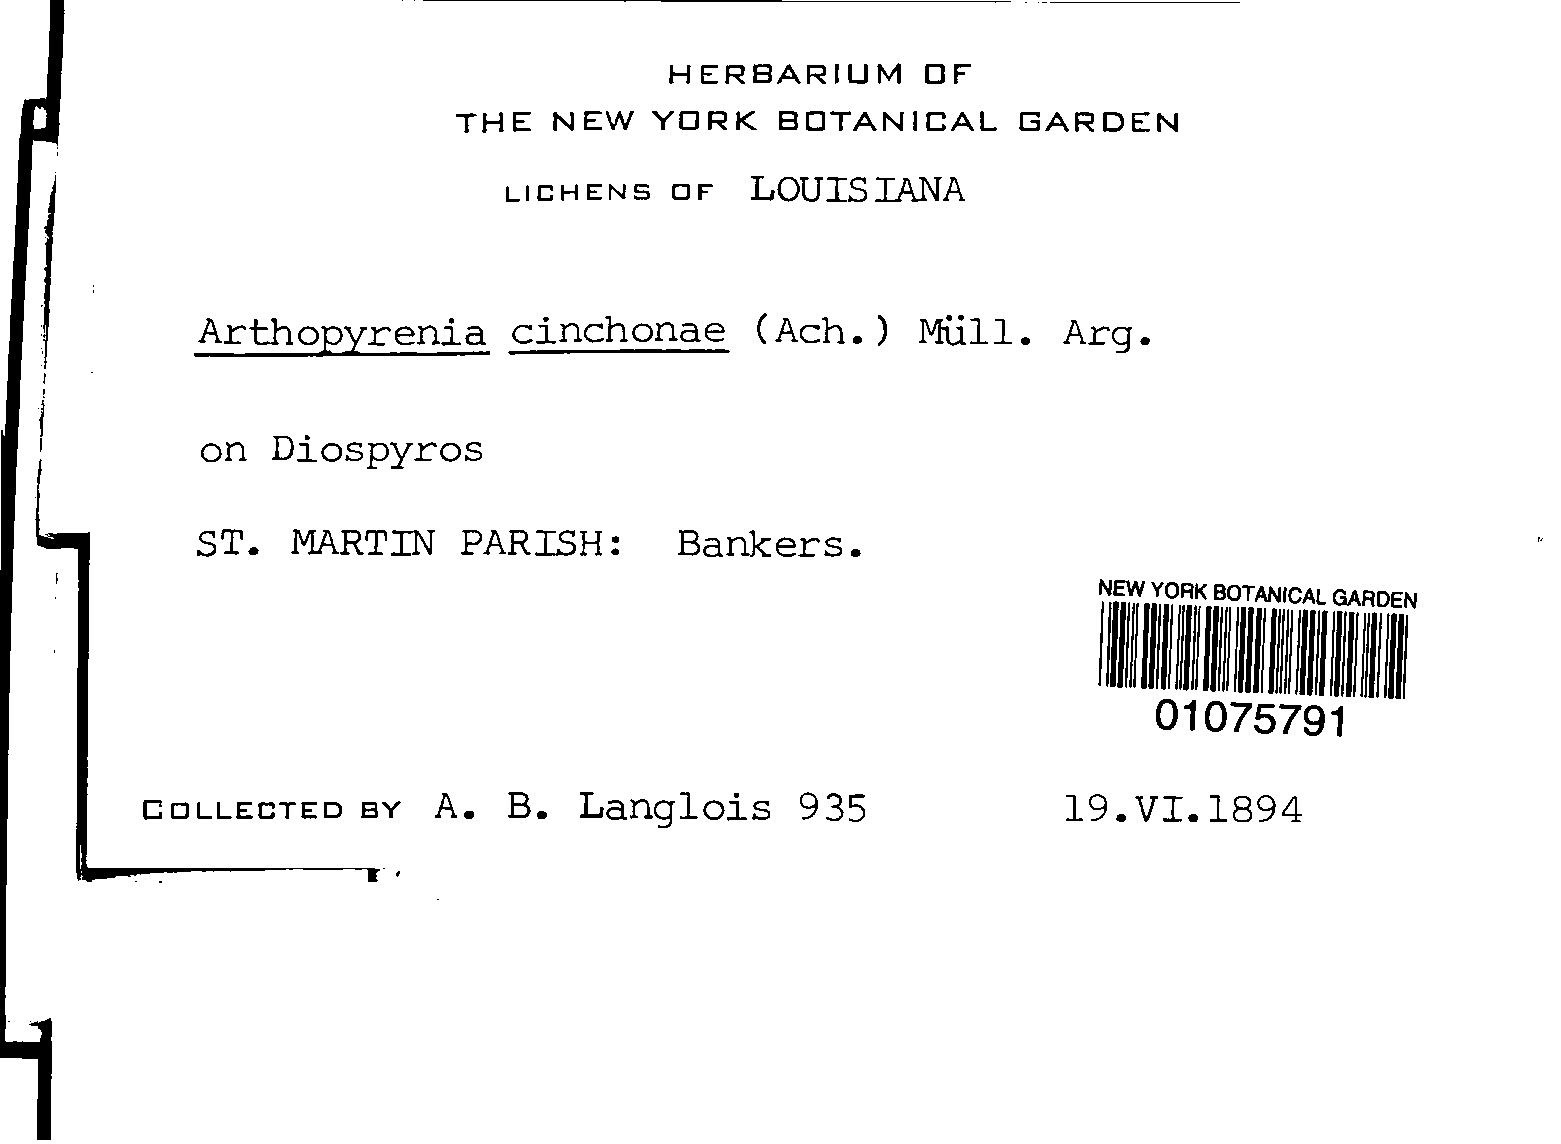 HERBARIUM OF
THE NEW YORK BOTANICAL GARDEN
LICHENS OF LOUISIANA
Arthopyrenia cinchonae (Ach.) Müll. Arg.
on Diospyros
ST. MARTIN PARISH: Bankers.
NEW YORK BOTANICAL GARDEN
01075791
COLLECTED BY A. B. Langlois 935 19.VI.1894